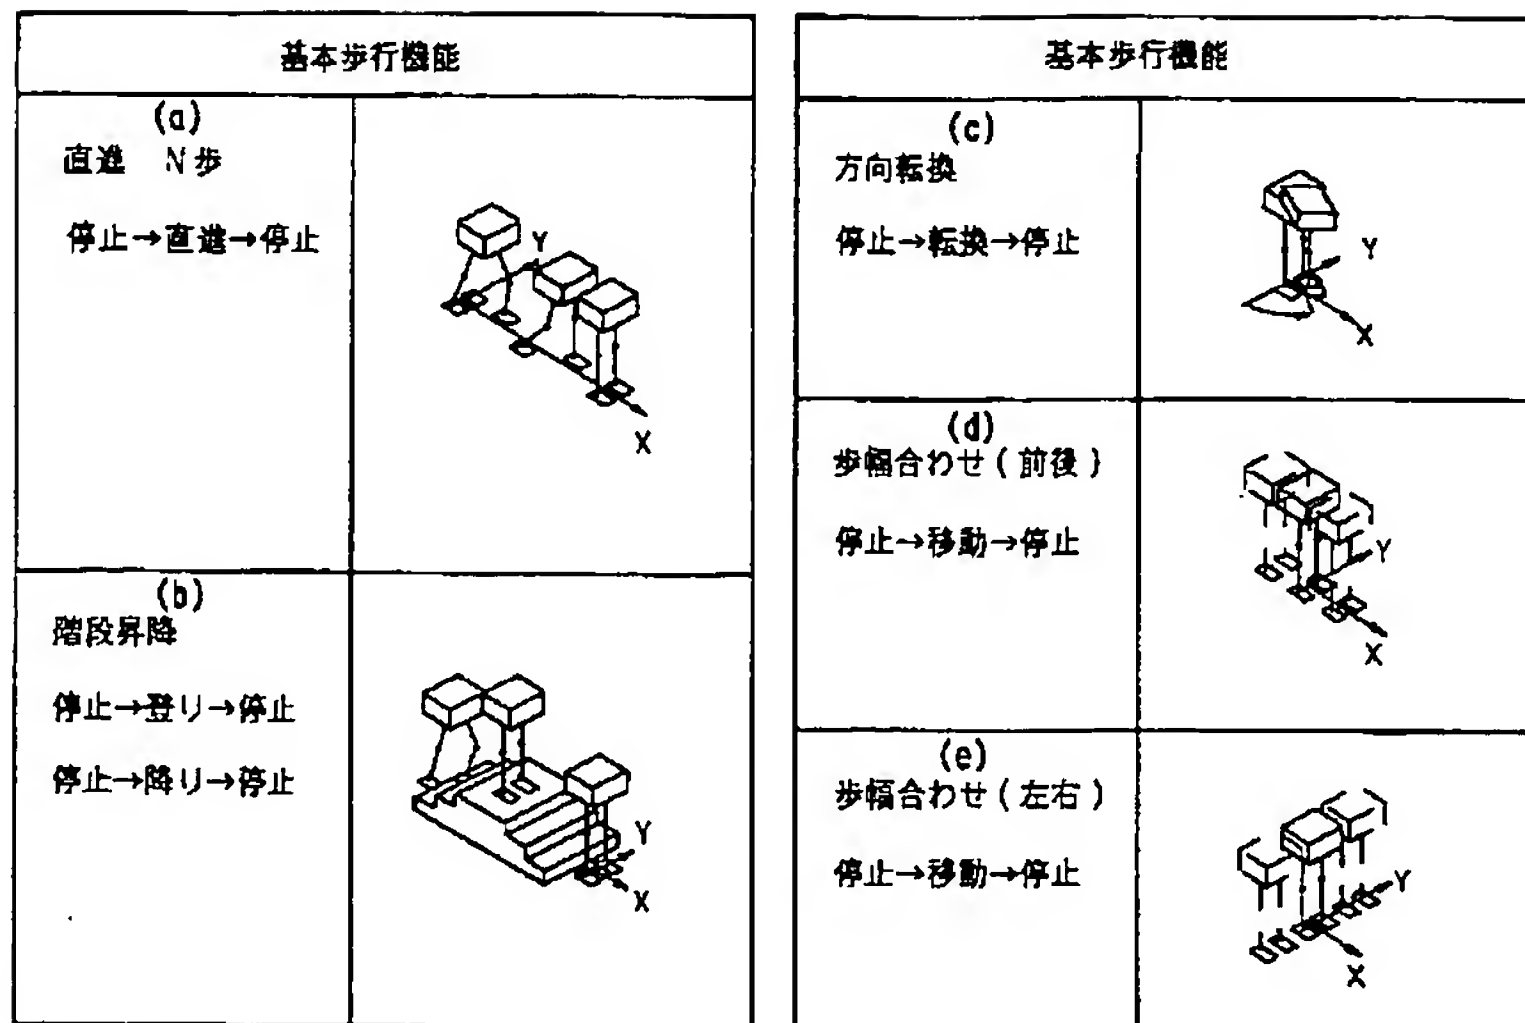 基本歩行機能
(a)
直進 N歩
停止→直進→停止
Y
X
(b)
階段昇降
停止→登り→停止
停止→降り→停止
Y
X
基本歩行機能
(c)
方向転換
停止→転換→停止
Y
X
(d)
歩幅合わせ(前後)
停止→移動→停止
Y
X
(e)
歩幅合わせ(左右)
停止→移動→停止
Y
X